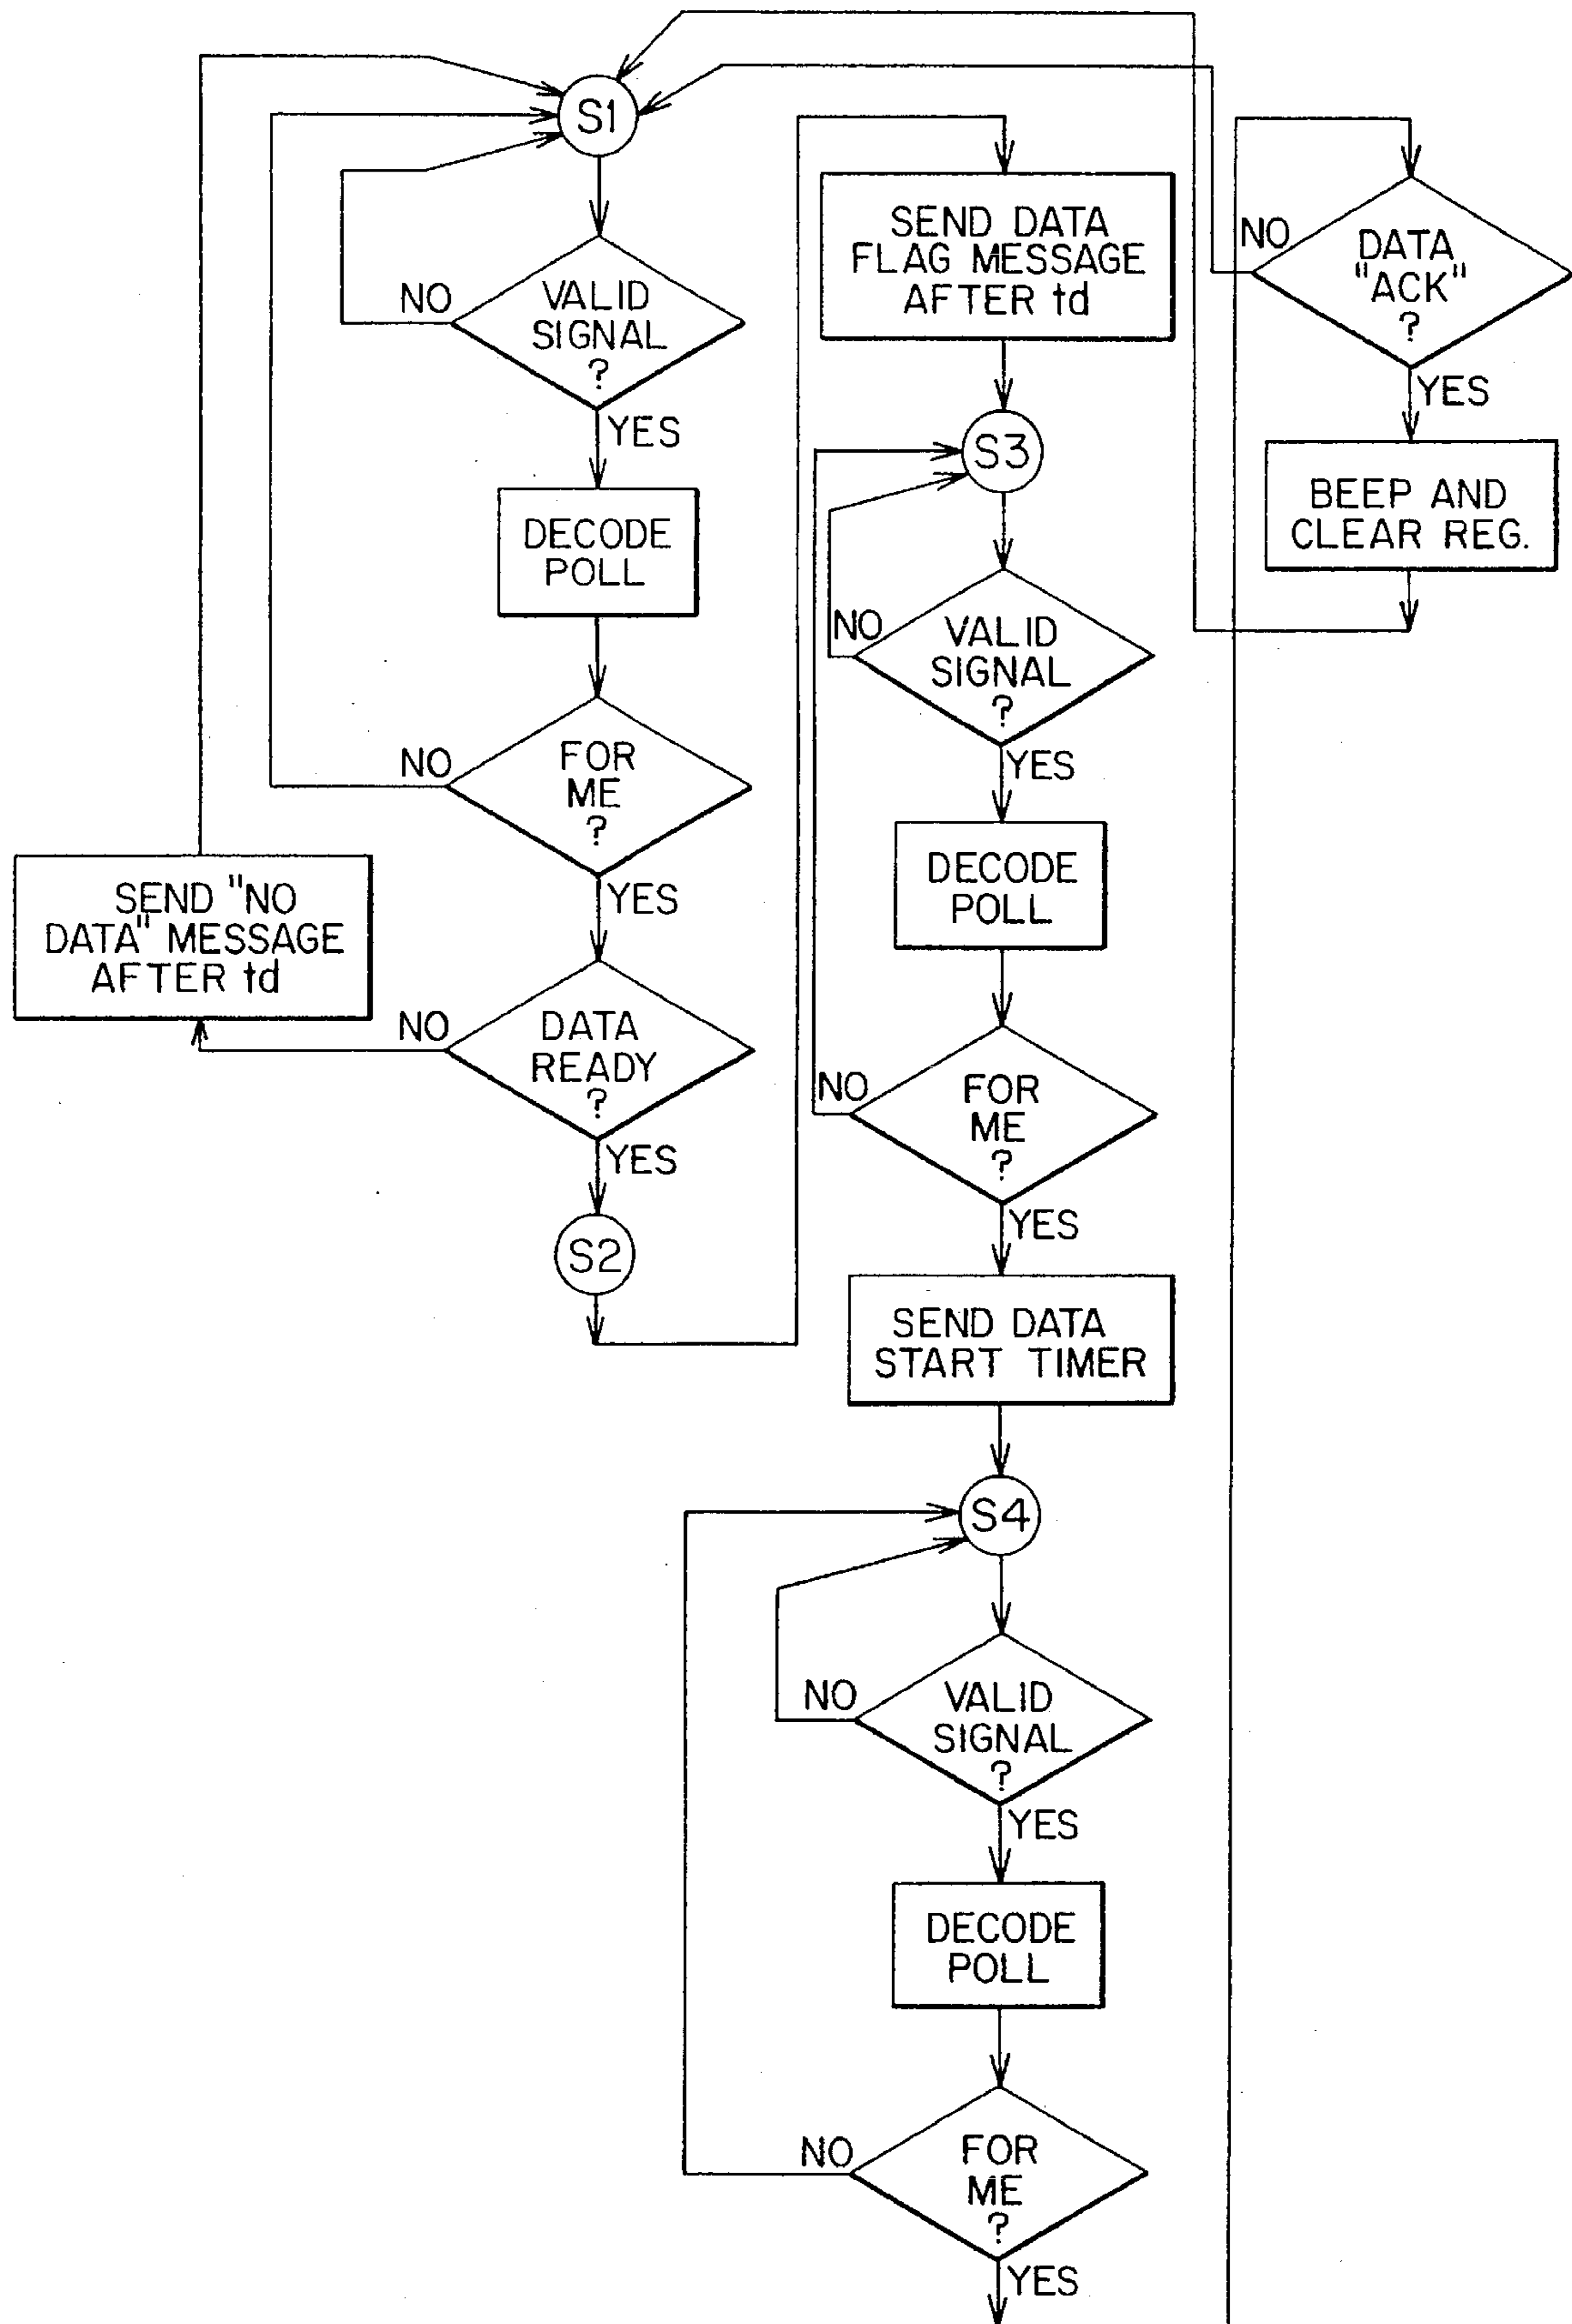 S1
NO
VALID
SIGNAL
?
YES
DECODE
POLL
NO
FOR
ME
?
YES
SEND "NO
DATA" MESSAGE
AFTER td
NO
DATA
READY
?
YES
S2
SEND DATA
FLAG MESSAGE
AFTER td
S3
NO
VALID
SIGNAL
?
YES
DECODE
POLL
NO
FOR
ME
?
YES
SEND DATA
START TIMER
S4
NO
VALID
SIGNAL
?
YES
DECODE
POLL
NO
FOR
ME
?
YES
NO
DATA
"ACK"
?
YES
BEEP AND
CLEAR REG.